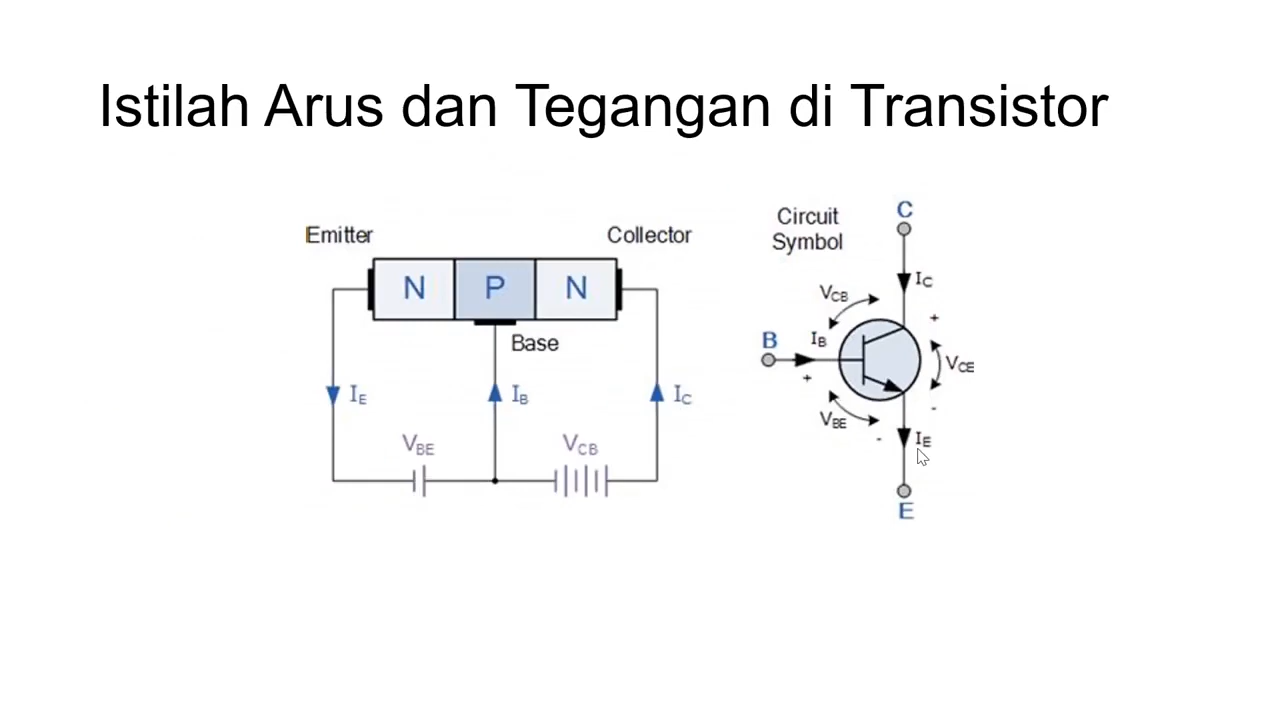 Istilah Arus dan Tegangan di Transistor
Emitter
Collector
N
P
N
Base
IE
IB
IC
VBE
VCB
Circuit
Symbol
C
IC
VCB
+
B
IB
VCE
+
VBE
-
-
IE
E